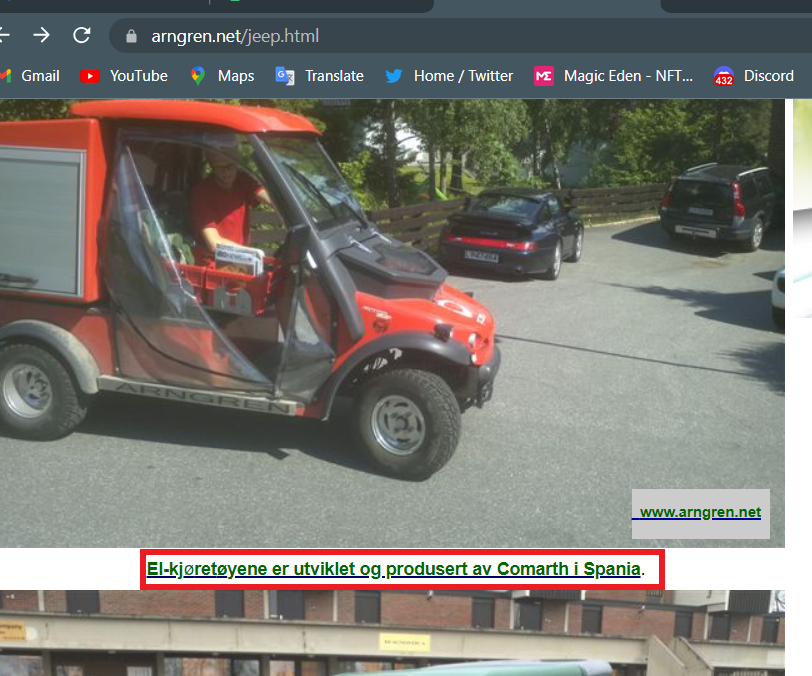 arngren.net/jeep.html
Gmail
YouTube
Maps
Translate
Home / Twitter
Magic Eden - NFT...
432
Discord
ARNGREN
www.arngren.net
El-kjøretøyene er utviklet og produsert av Comarth i Spania.